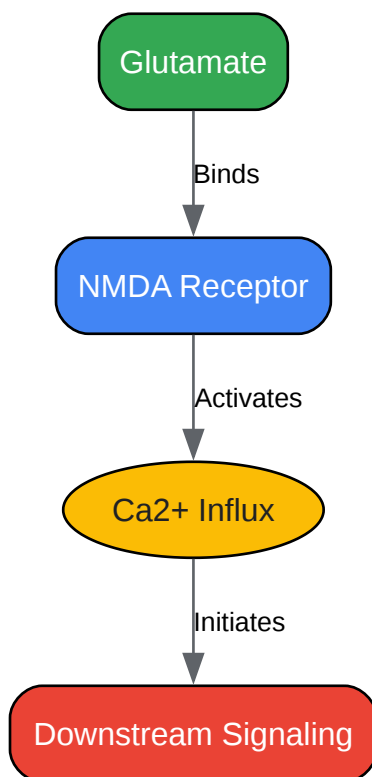 Glutamate
Binds
NMDA Receptor
Activates
Ca2+ Influx
Initiates
Downstream Signaling